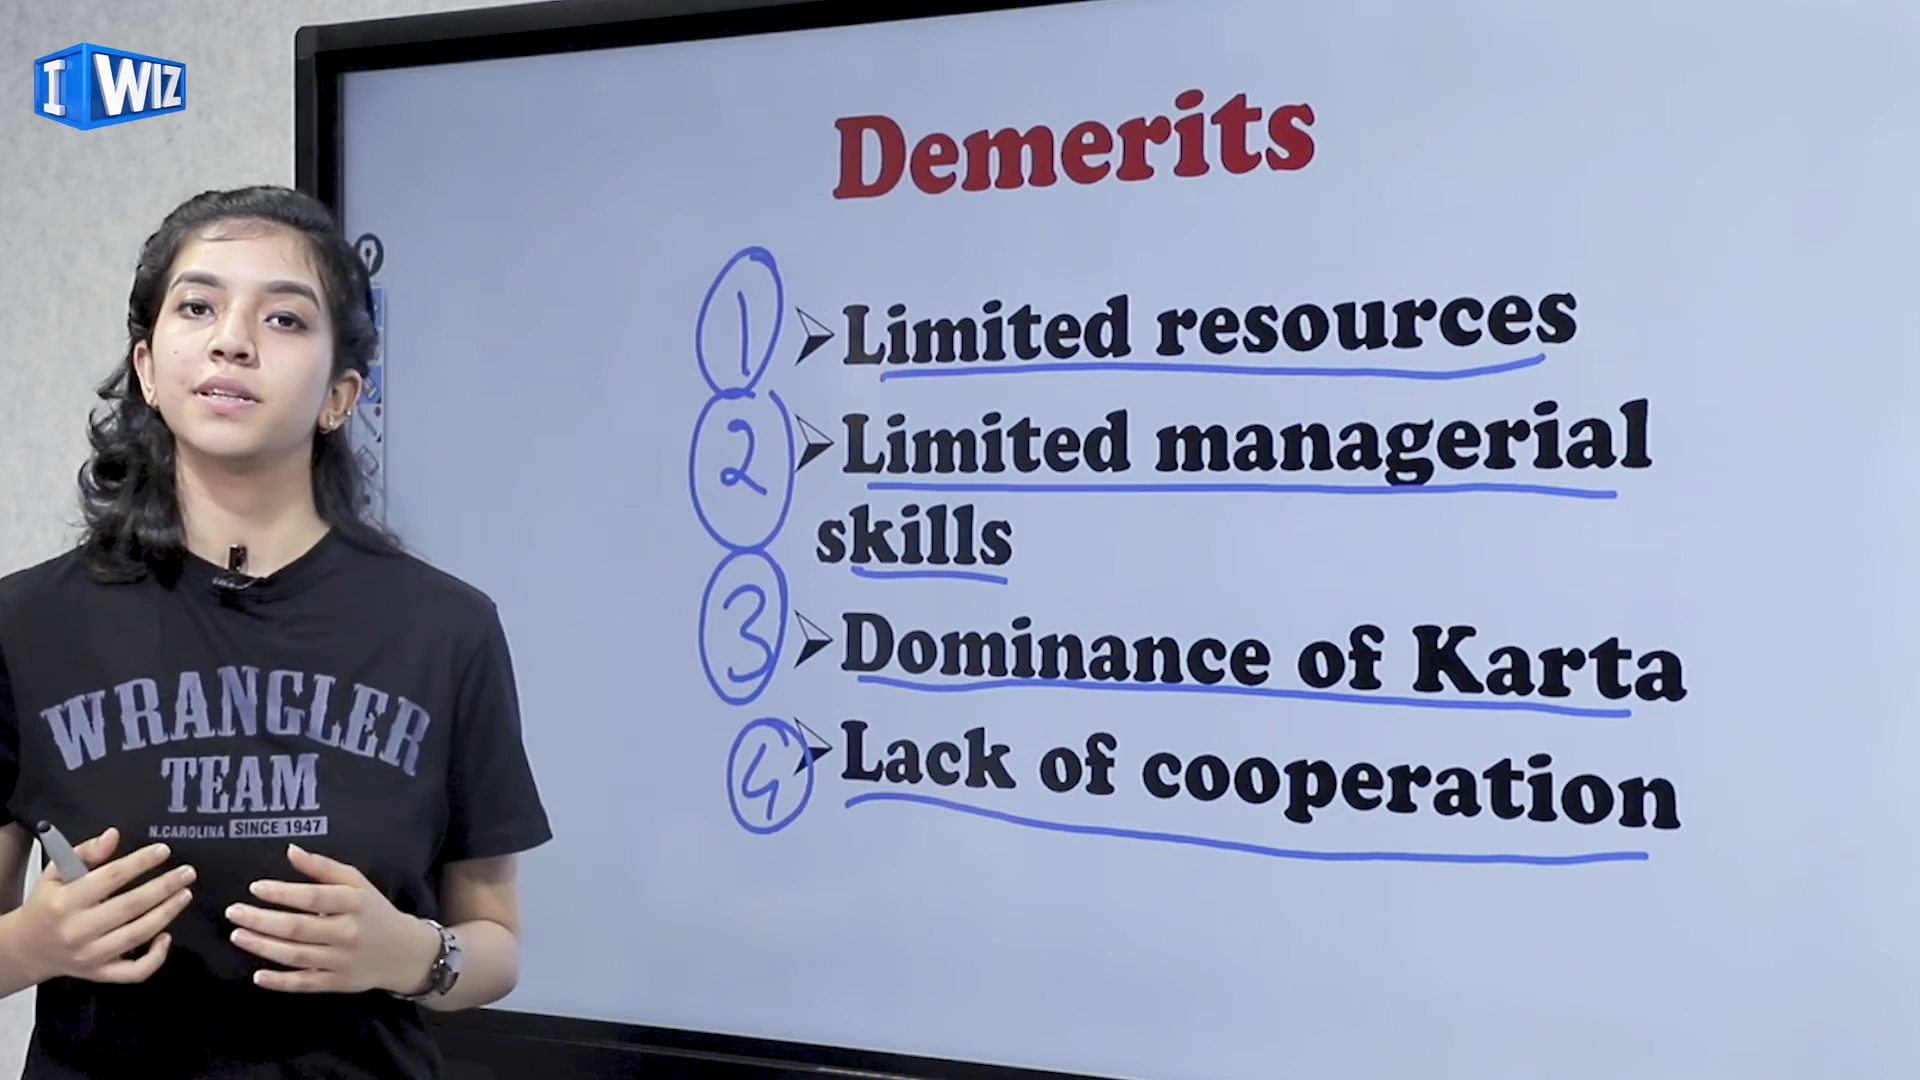 I WIZ
Demerits
1 ➢Limited resources
2 ➢Limited managerial
skills
3 ➢Dominance of Karta
4 ➢Lack of cooperation
WRANGLER
TEAM
N.CAROLINA SINCE 1947